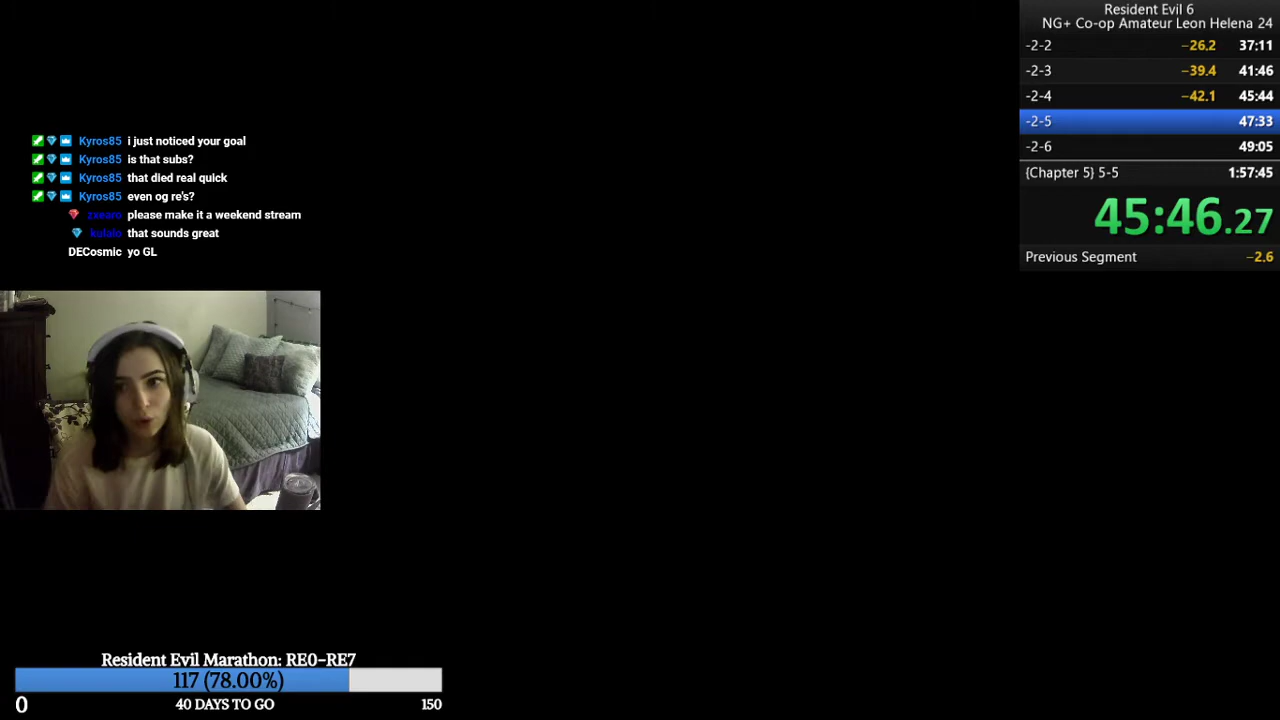 Resident Evil 6
NG+ Co-op Amateur Leon Helena 24
-2-2 −26.2 37:11
-2-3 −39.4 41:46
-2-4 −42.1 45:44
-2-5 47:33
-2-6 49:05
{Chapter 5} 5-5 1:57:45
45:46.27
Previous Segment −2.6
Kyros85 i just noticed your goal
Kyros85 is that subs?
Kyros85 that died real quick
Kyros85 even og re's?
please make it a weekend stream
kulalo that sounds great
DECosmic yo GL
Resident Evil Marathon: RE0-RE7
117 (78.00%)
0 40 DAYS TO GO 150